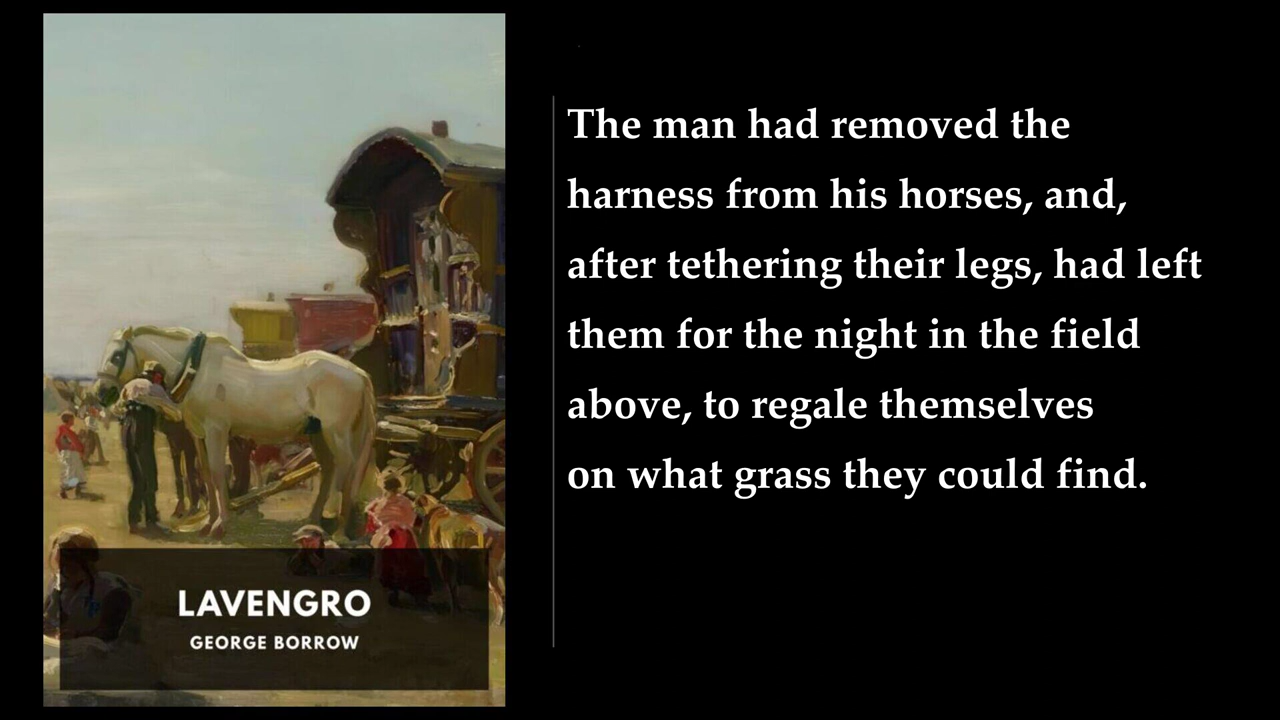 LAVENGRO
GEORGE BORROW
The man had removed the
harness from his horses, and,
after tethering their legs, had left
them for the night in the field
above, to regale themselves
on what grass they could find.